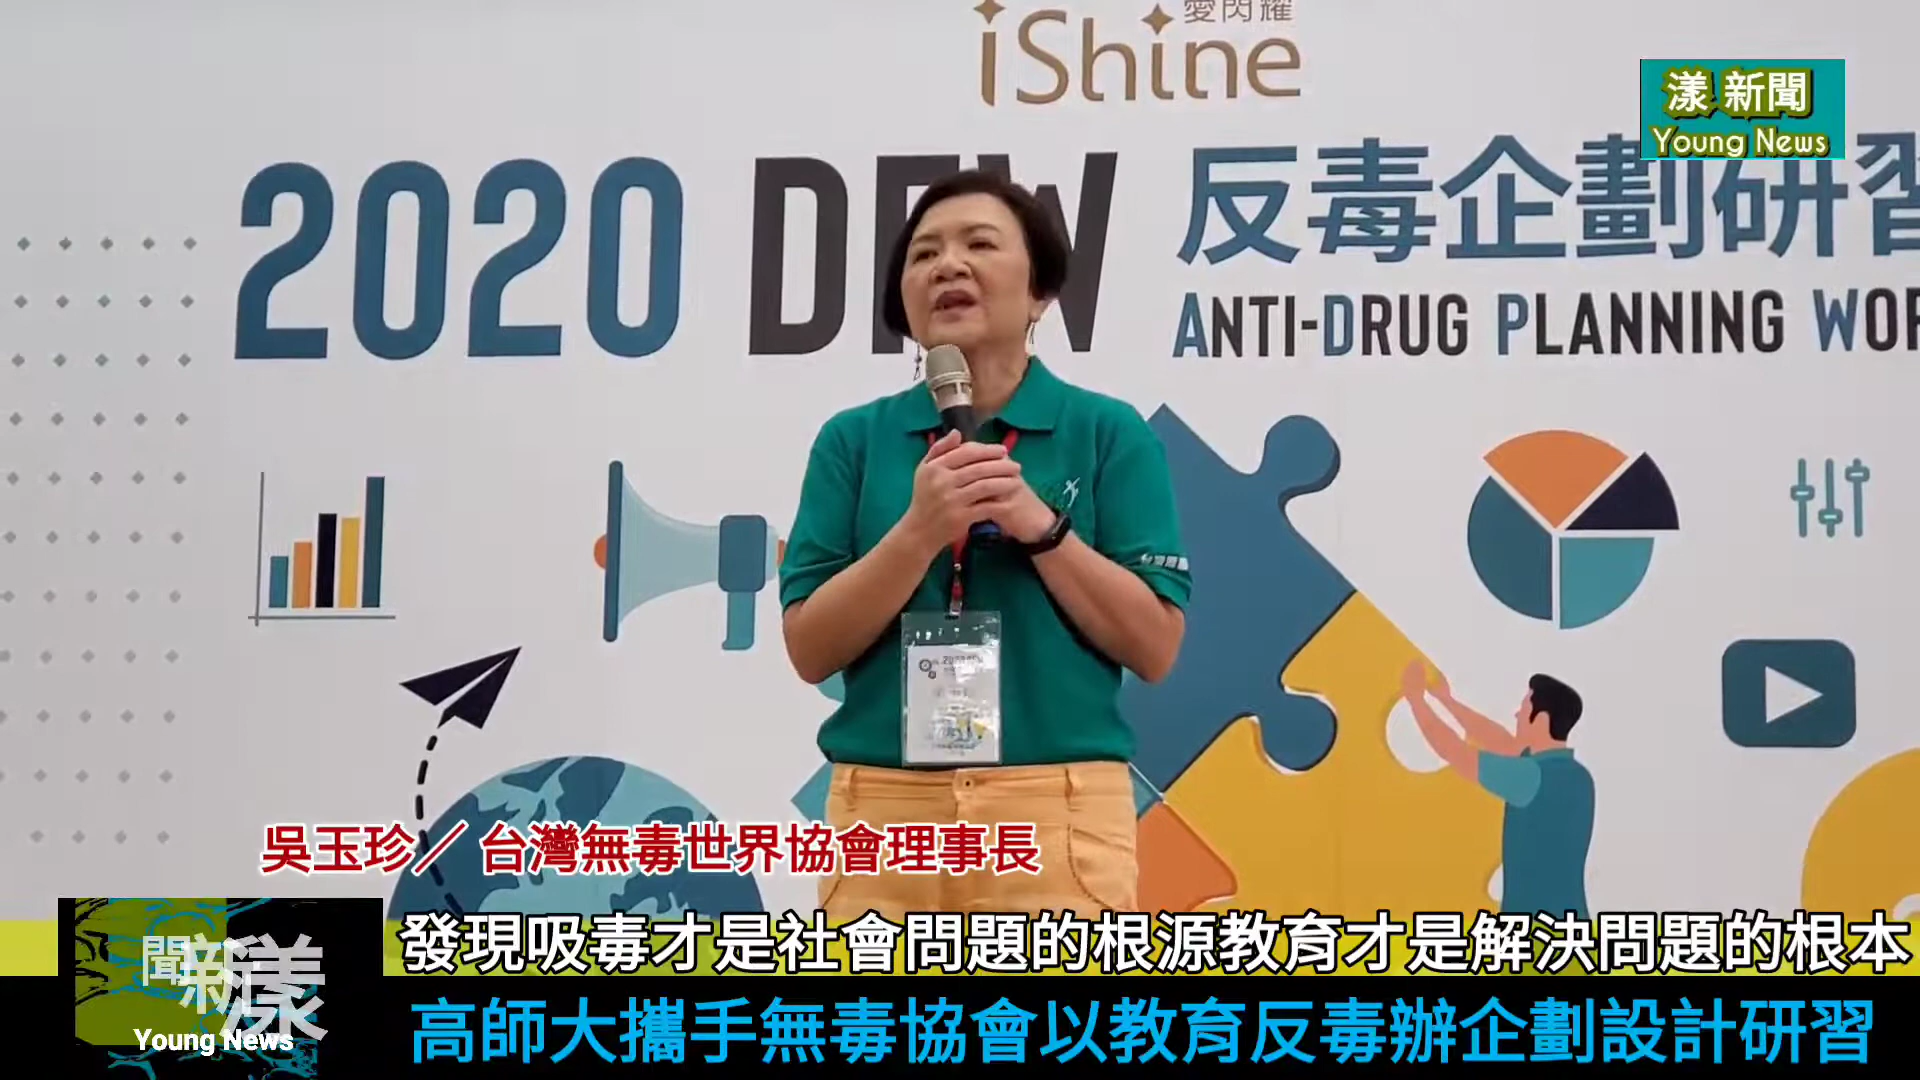 愛閃耀
iShine
漾 新聞
Young News
2020 DFW 反毒企劃研習
ANTI-DRUG PLANNING WOR
吳玉珍／台灣無毒世界協會理事長
發現吸毒才是社會問題的根源教育才是解決問題的根本
聞新漾
Young News
高師大攜手無毒協會以教育反毒辦企劃設計研習